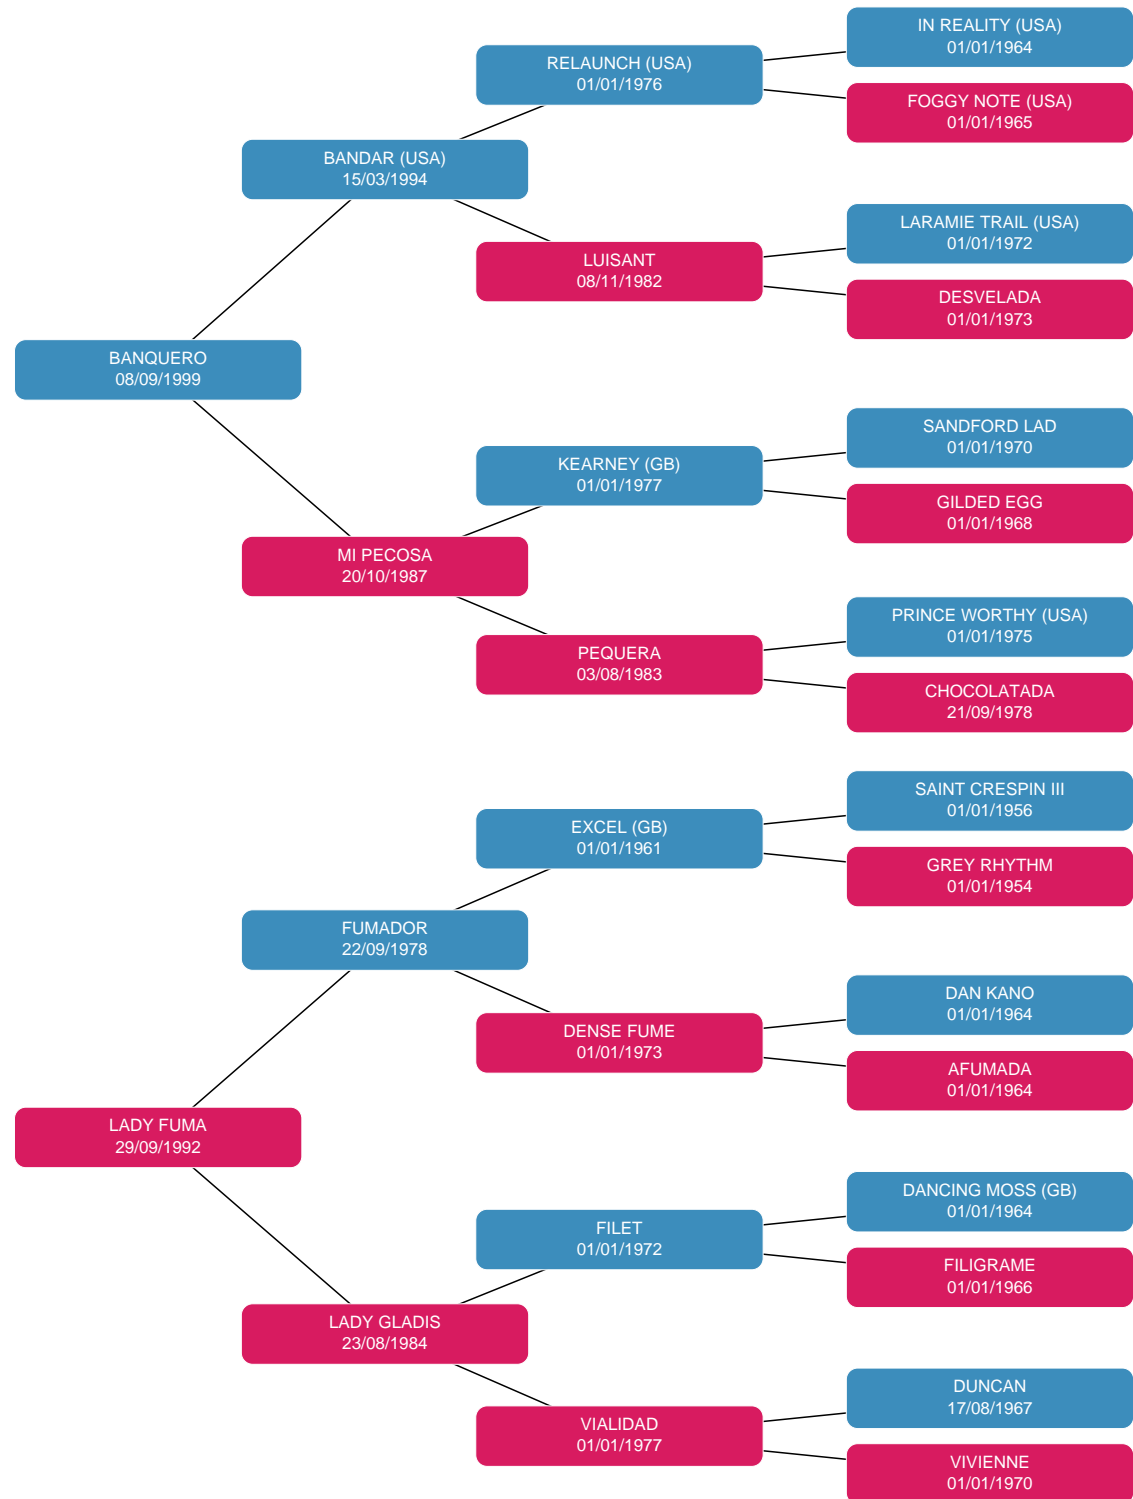 IN REALITY (USA)
01/01/1964
RELAUNCH (USA)
01/01/1976
FOGGY NOTE (USA)
01/01/1965
BANDAR (USA)
15/03/1994
LARAMIE TRAIL (USA)
01/01/1972
LUISANT
08/11/1982
DESVELADA
01/01/1973
BANQUERO
08/09/1999
SANDFORD LAD
01/01/1970
KEARNEY (GB)
01/01/1977
GILDED EGG
01/01/1968
MI PECOSA
20/10/1987
PRINCE WORTHY (USA)
01/01/1975
PEQUERA
03/08/1983
CHOCOLATADA
21/09/1978
SAINT CRESPIN III
01/01/1956
EXCEL (GB)
01/01/1961
GREY RHYTHM
01/01/1954
FUMADOR
22/09/1978
DAN KANO
01/01/1964
DENSE FUME
01/01/1973
AFUMADA
01/01/1964
LADY FUMA
29/09/1992
DANCING MOSS (GB)
01/01/1964
FILET
01/01/1972
FILIGRAME
01/01/1966
LADY GLADIS
23/08/1984
DUNCAN
17/08/1967
VIALIDAD
01/01/1977
VIVIENNE
01/01/1970